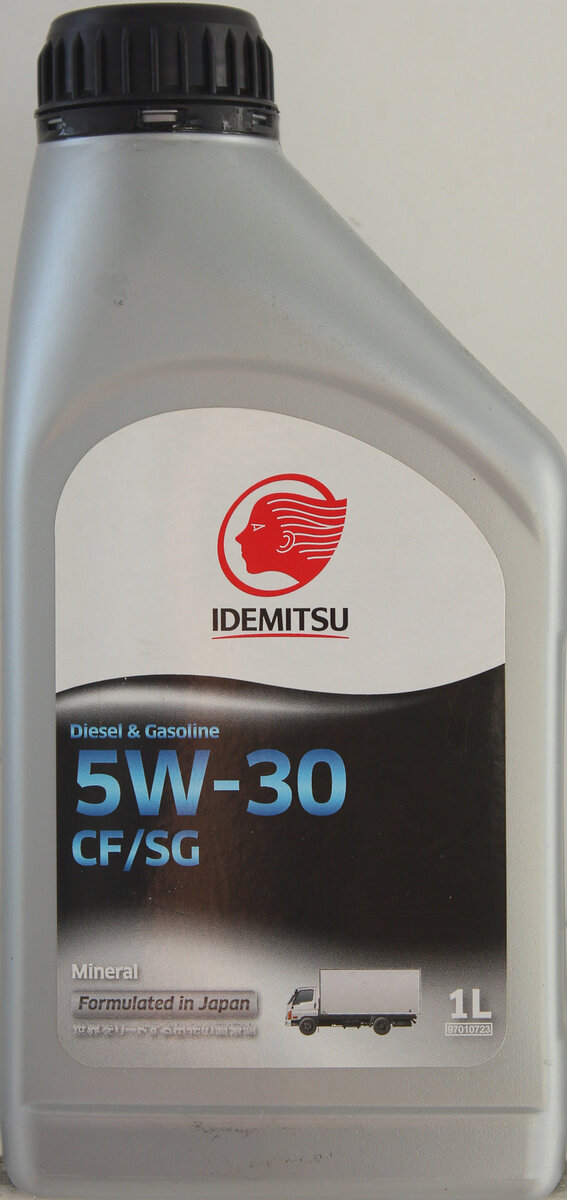 IDEMITSU
Diesel & Gasoline
5W-30
CF/SG
Mineral
Formulated in Japan
1L
97010723